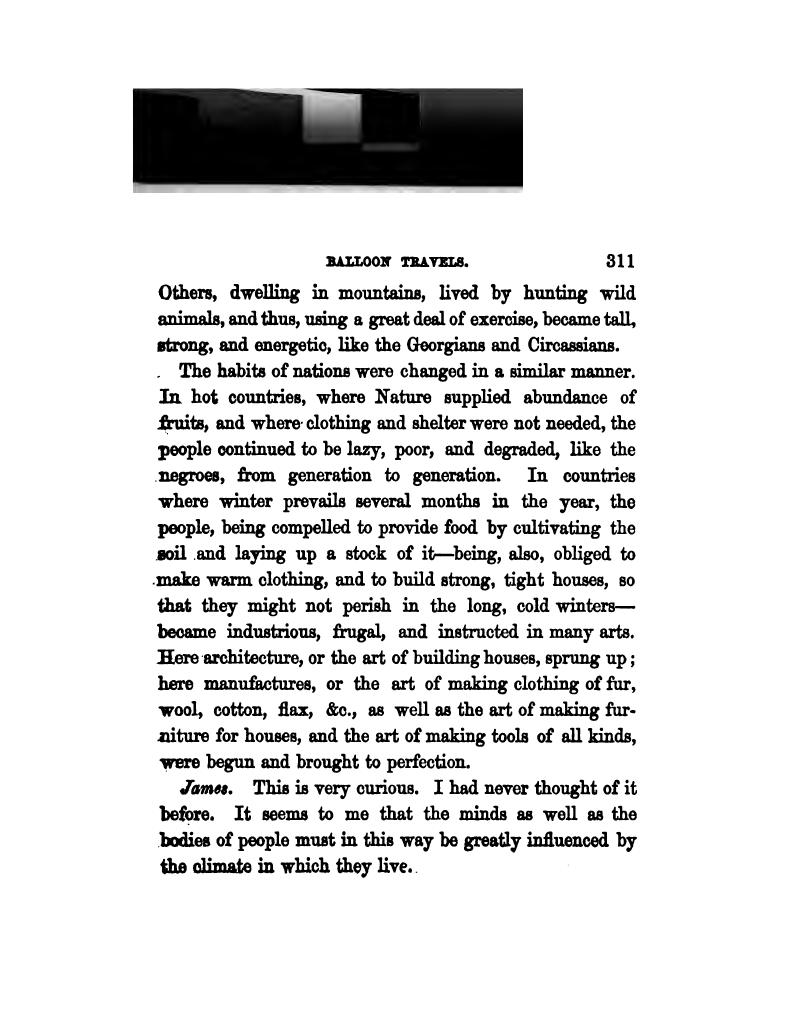 BALLOON TRAVELS. 311
Others, dwelling in mountains, lived by hunting wild
animals, and thus, using a great deal of exercise, became tall,
strong, and energetic, like the Georgians and Circassians.
The habits of nations were changed in a similar manner.
In hot countries, where Nature supplied abundance of
fruits, and where clothing and shelter were not needed, the
people continued to be lazy, poor, and degraded, like the
negroes, from generation to generation. In countries
where winter prevails several months in the year, the
people, being compelled to provide food by cultivating the
soil and laying up a stock of it—being, also, obliged to
make warm clothing, and to build strong, tight houses, so
that they might not perish in the long, cold winters—
became industrious, frugal, and instructed in many arts.
Here architecture, or the art of building houses, sprung up;
here manufactures, or the art of making clothing of fur,
wool, cotton, flax, &c., as well as the art of making fur-
niture for houses, and the art of making tools of all kinds,
were begun and brought to perfection.
James. This is very curious. I had never thought of it
before. It seems to me that the minds as well as the
bodies of people must in this way be greatly influenced by
the climate in which they live.